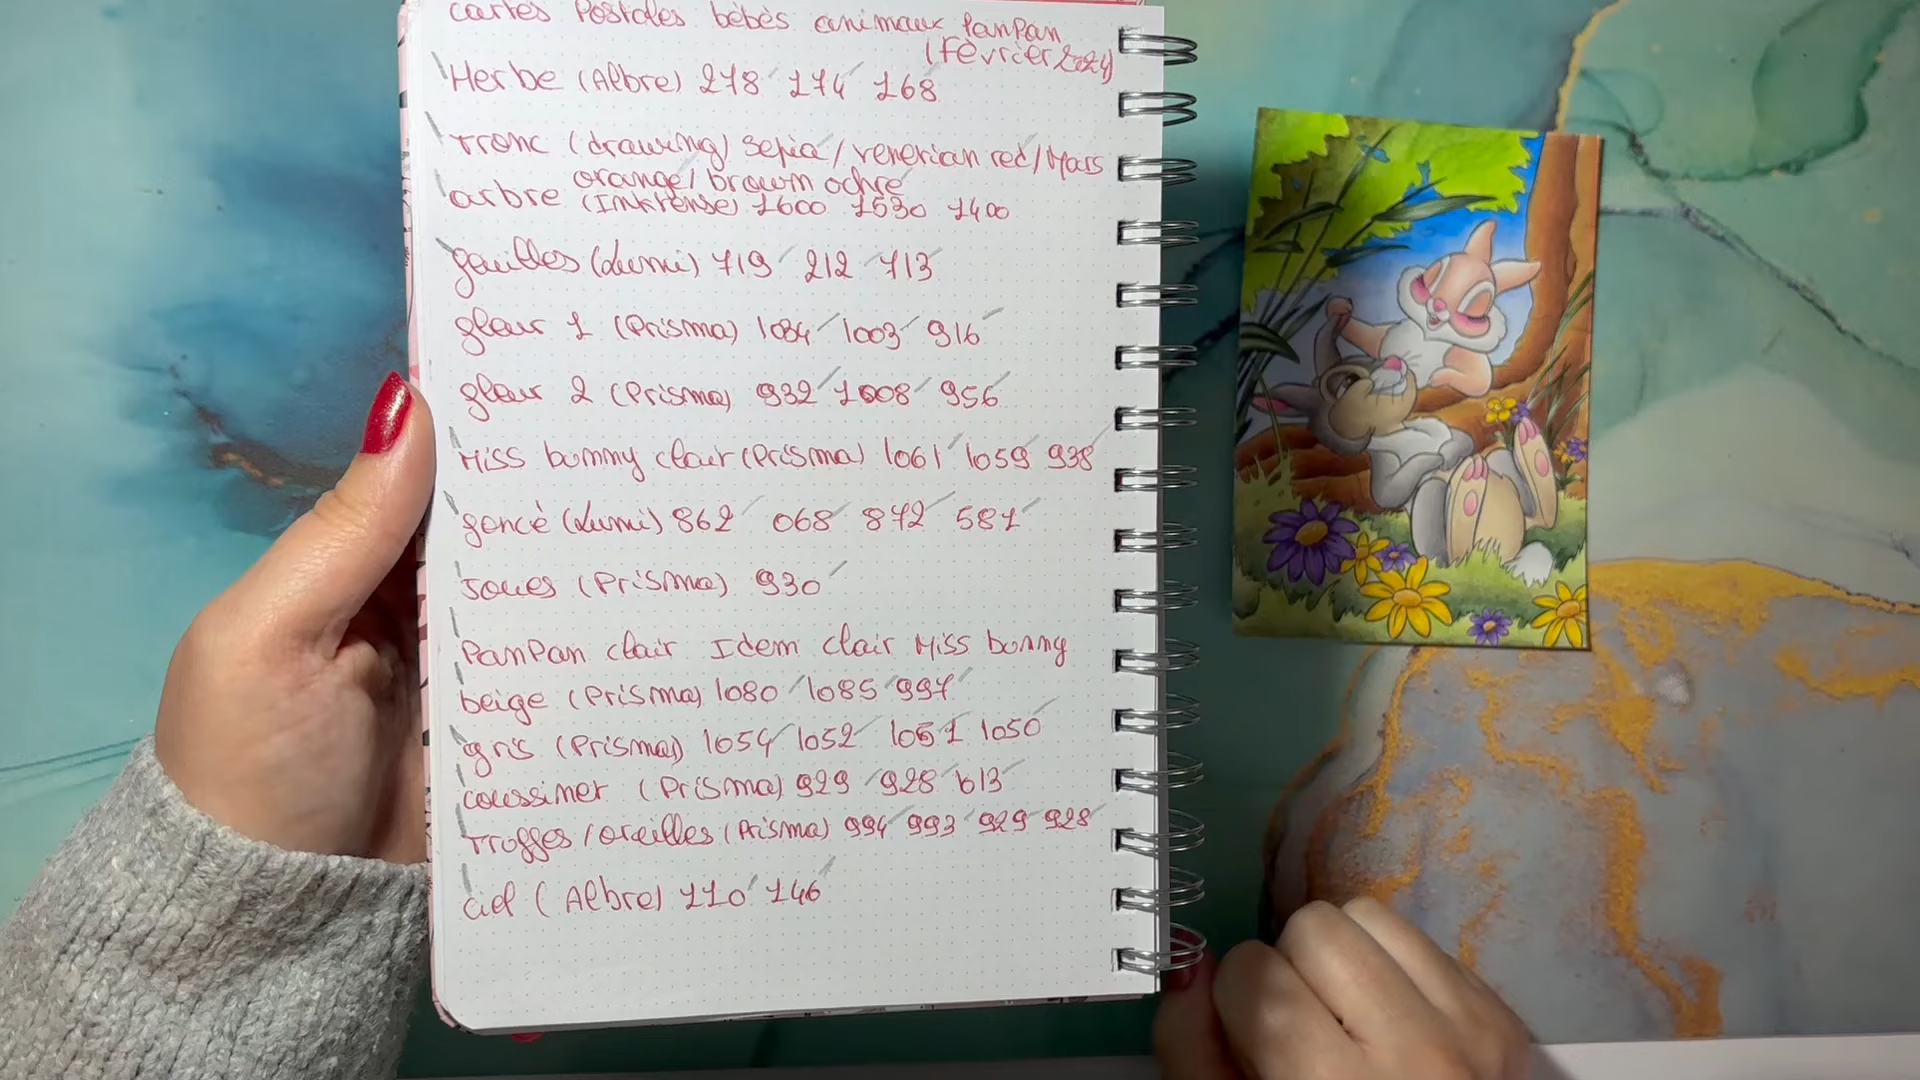 cartes Postales bébés animaux PanPan
(Février 2024)
Herbe (Albre) 278 174 168
Tronc (drawing) sepia/venerian red/Mars
orange/brown ochre
arbre (Inktense) 1600 1530 1400
feuilles (Lumi) 719 212 713
fleur 1 (Prisma) 1034 1003 916
fleur 2 (Prisma) 932 1008 956
Miss bunny clair (Prisma) 1061 1059 938
foncé (Lumi) 862 068 872 581
Joues (Prisma) 930
PanPan clair Idem clair Miss bunny
beige (Prisma) 1080 1085 997
gris (Prisma) 1054 1052 1051 1050
coussinet (Prisma) 929 928 613
Truffes/oreilles (Prisma) 994 993 929 928
ciel (Albre) 110 146